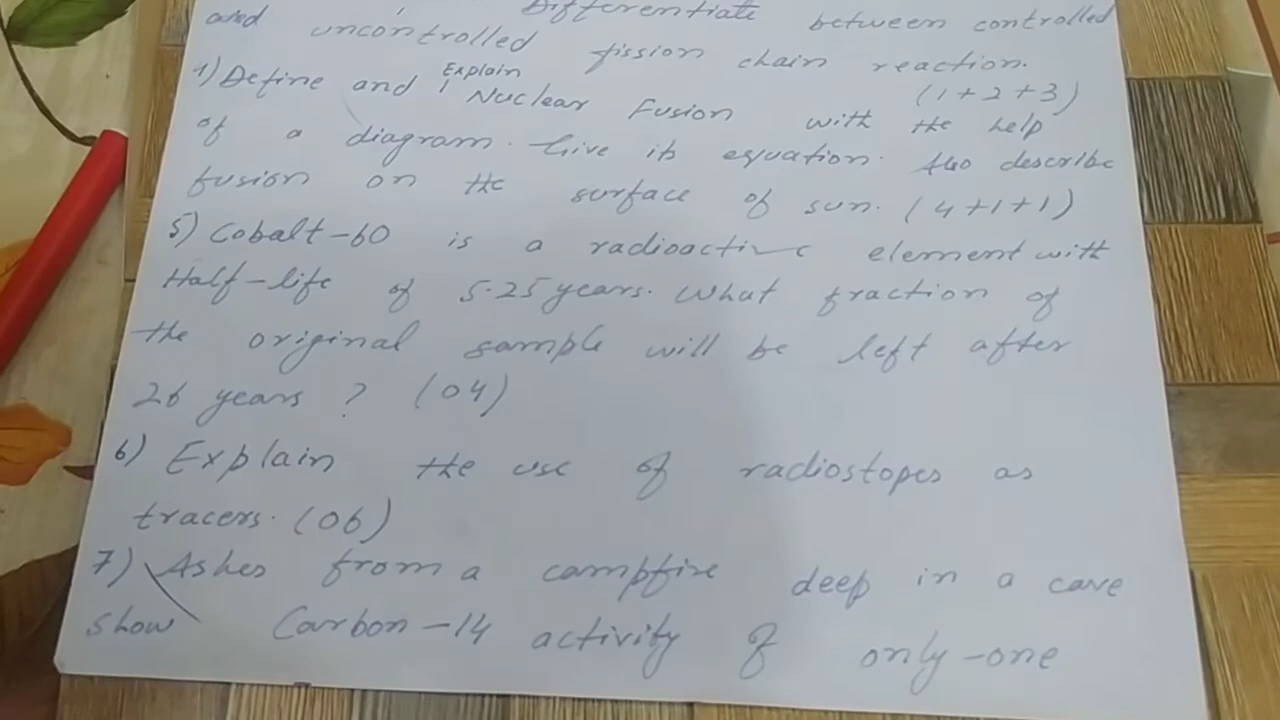 Differentiate between controlled
and uncontrolled fission chain reaction.
(1+2+3)
4) Define and Explain Nuclear Fusion with the help
of a diagram. Give its equation. Also describe
fusion on the surface of sun. (4+1+1)
5) Cobalt-60 is a radioactive element with
Half-life of 5.25 years. What fraction of
the original sample will be left after
26 years ? (04)
6) Explain the use of radiostopes as
tracers. (06)
7) Ashes from a campfire deep in a cave
show Carbon-14 activity of only-one